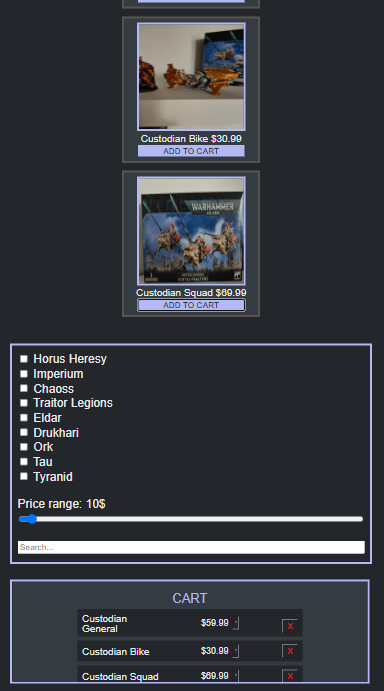 Custodian Bike $30.99
ADD TO CART
WARHAMMER
Custodian Squad $69.99
ADD TO CART
Horus Heresy
Imperium
Chaoss
Traitor Legions
Eldar
Drukhari
Ork
Tau
Tyranid
Price range: 10$
Search...
CART
Custodian
General
$59.99
X
Custodian Bike
$30.99
X
Custodian Squad
$69.99
X